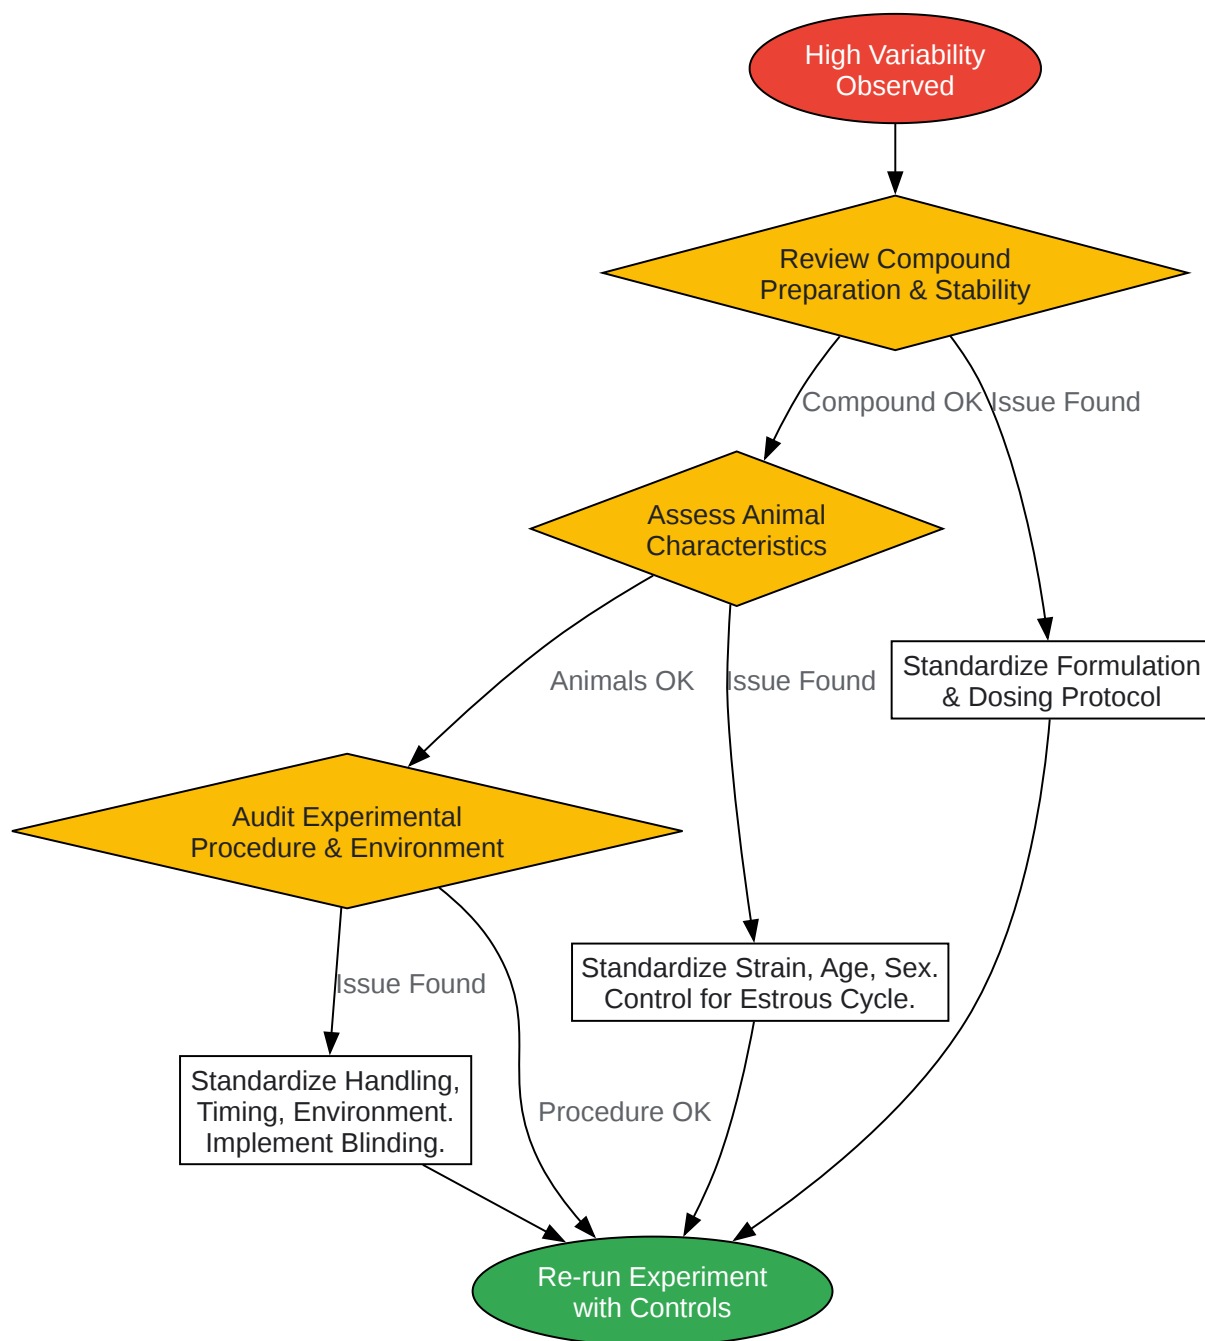 High Variability
Observed
Review Compound
Preparation & Stability
Compound OK
Issue Found
Assess Animal
Characteristics
Animals OK
Issue Found
Standardize Formulation
& Dosing Protocol
Audit Experimental
Procedure & Environment
Issue Found
Standardize Strain, Age, Sex.
Control for Estrous Cycle.
Standardize Handling,
Timing, Environment.
Implement Blinding.
Procedure OK
Re-run Experiment
with Controls